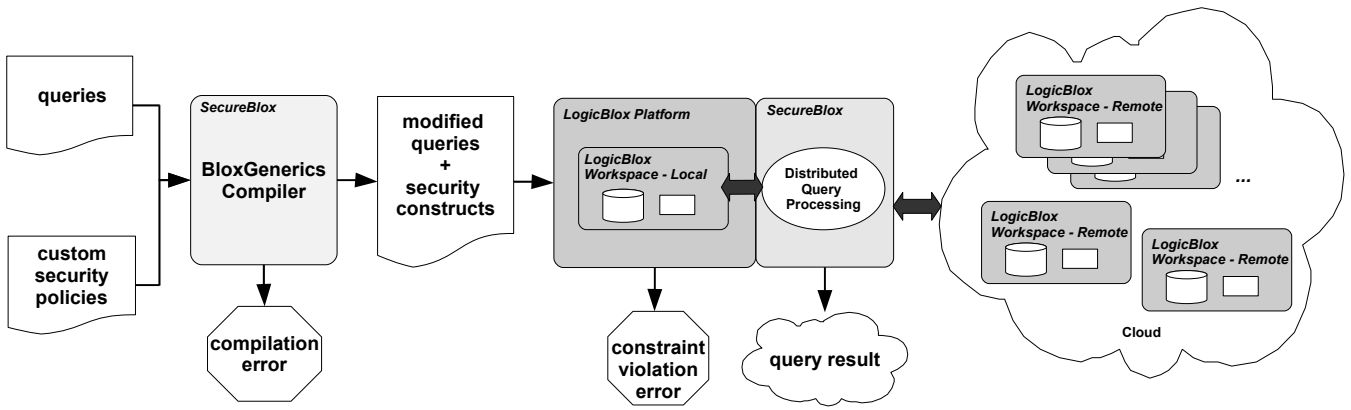 queries
custom
security
policies
SecureBlox
BloxGenerics
Compiler
compilation
error
modified
queries
+
security
constructs
LogicBlox Platform
LogicBlox
Workspace - Local
constraint
violation
error
SecureBlox
Distributed
Query
Processing
query result
LogicBlox
Workspace - Remote
...
LogicBlox
Workspace - Remote
LogicBlox
Workspace - Remote
Cloud